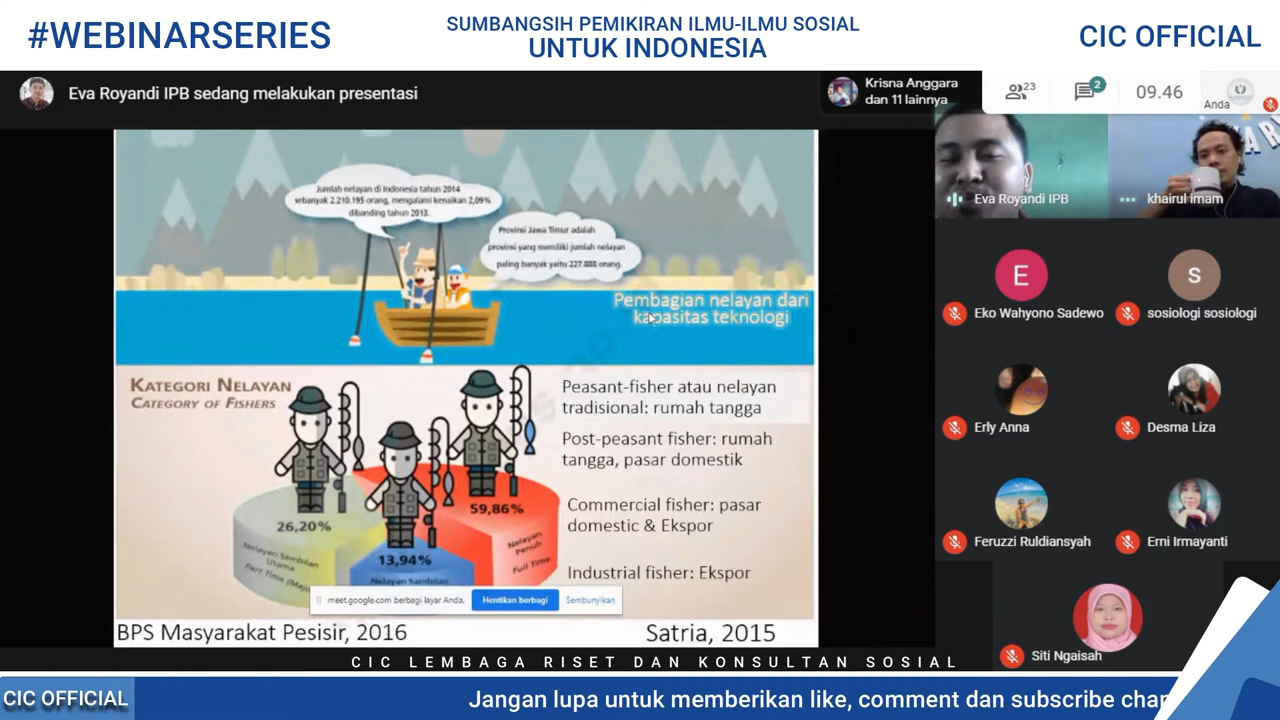 #WEBINARSERIES
SUMBANGSIH PEMIKIRAN ILMU-ILMU SOSIAL
UNTUK INDONESIA
CIC OFFICIAL
Eva Royandi IPB sedang melakukan presentasi
Krisna Anggara
dan 11 lainnya
23
2
09.46
Anda
Jumlah nelayan di Indonesia tahun 2014
sebanyak 2.210.195 orang, mengalami kenaikan 2,09%
dibanding tahun 2013.
Provinsi Jawa Timur adalah
provinsi yang memiliki jumlah nelayan
paling banyak yaitu 227.888 orang.
Pembagian nelayan dari
kapasitas teknologi
KATEGORI NELAYAN
CATEGORY OF FISHERS
Peasant-fisher atau nelayan
tradisional: rumah tangga
Post-peasant fisher: rumah
tangga, pasar domestik
Commercial fisher: pasar
domestic & Ekspor
Industrial fisher: Ekspor
26,20%
Nelayan Sambilan
Utama
Part Time (Majo
13,94%
Nelayan Sambilan
59,86%
Nelayan
Penuh
Full Time
meet.google.com berbagi layar Anda.
Hentikan berbagi
Sembunyikan
BPS Masyarakat Pesisir, 2016
Satria, 2015
Eva Royandi IPB
khairul imam
E
Eko Wahyono Sadewo
s
sosiologi sosiologi
Erly Anna
Desma Liza
Feruzzi Ruldiansyah
Erni Irmayanti
Siti Ngaisah
CIC LEMBAGA RISET DAN KONSULTAN SOSIAL
CIC OFFICIAL
Jangan lupa untuk memberikan like, comment dan subscribe chan